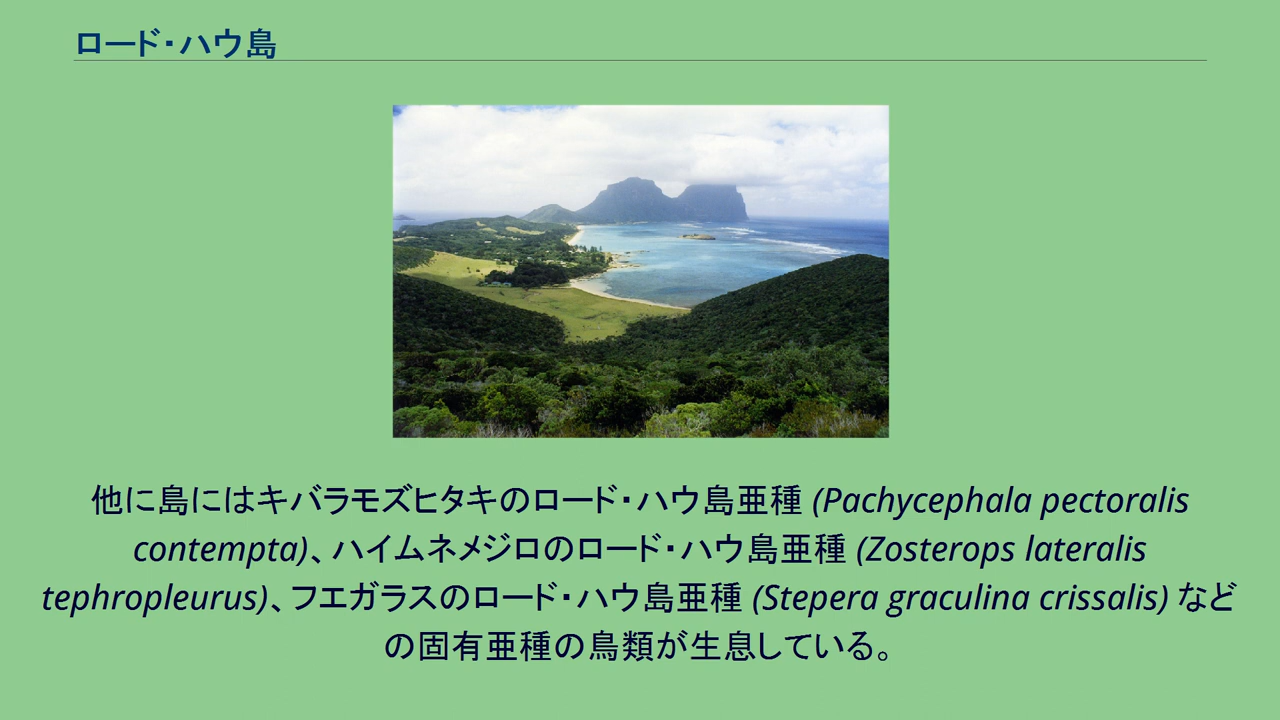 ロード・ハウ島
他に島にはキバラモズヒタキのロード・ハウ島亜種 (Pachycephala pectoralis
contempta)、ハイムネメジロのロード・ハウ島亜種 (Zosterops lateralis
tephropleurus)、フエガラスのロード・ハウ島亜種 (Stepera graculina crissalis) など
の固有亜種の鳥類が生息している。